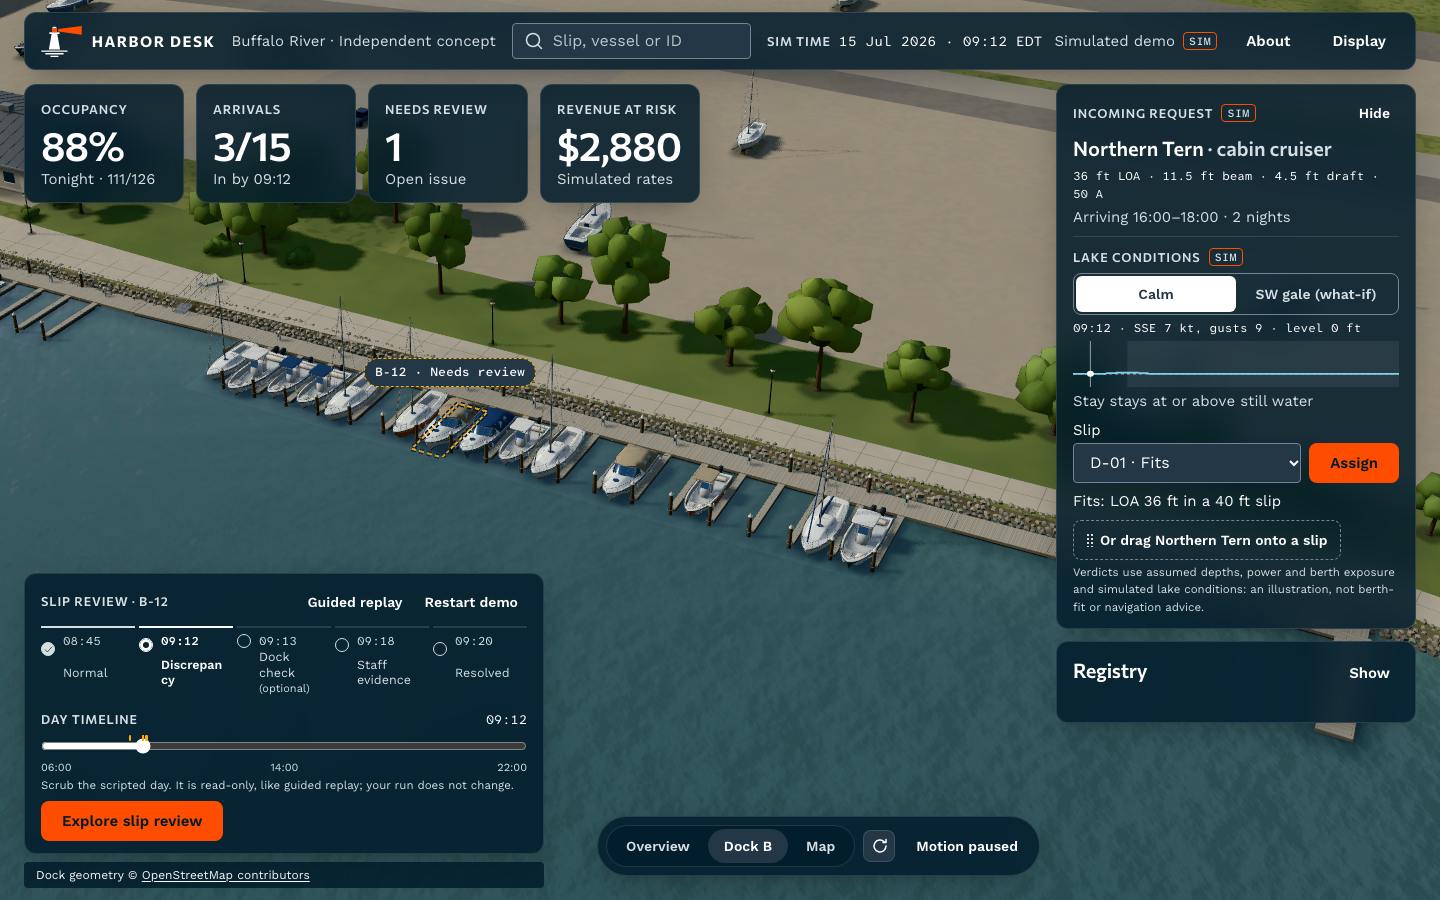 HARBOR DESK
Buffalo River · Independent concept
Slip, vessel or ID
SIM TIME 15 Jul 2026 · 09:12 EDT
Simulated demo SIM
About
Display
OCCUPANCY
88%
Tonight · 111/126
ARRIVALS
3/15
In by 09:12
NEEDS REVIEW
1
Open issue
REVENUE AT RISK
$2,880
Simulated rates
INCOMING REQUEST SIM
Hide
Northern Tern · cabin cruiser
36 ft LOA · 11.5 ft beam · 4.5 ft draft ·
50 A
Arriving 16:00–18:00 · 2 nights
LAKE CONDITIONS SIM
Calm
SW gale (what-if)
09:12 · SSE 7 kt, gusts 9 · level 0 ft
Stay stays at or above still water
Slip
D-01 · Fits
Assign
Fits: LOA 36 ft in a 40 ft slip
Or drag Northern Tern onto a slip
Verdicts use assumed depths, power and berth exposure
and simulated lake conditions: an illustration, not berth-
fit or navigation advice.
Registry
Show
B-12 · Needs review
SLIP REVIEW · B-12
Guided replay
Restart demo
08:45
Normal
09:12
Discrepan
cy
09:13
Dock
check
(optional)
09:18
Staff
evidence
09:20
Resolved
DAY TIMELINE
09:12
06:00
14:00
22:00
Scrub the scripted day. It is read-only, like guided replay; your run does not change.
Explore slip review
Dock geometry © OpenStreetMap contributors
Overview
Dock B
Map
Motion paused